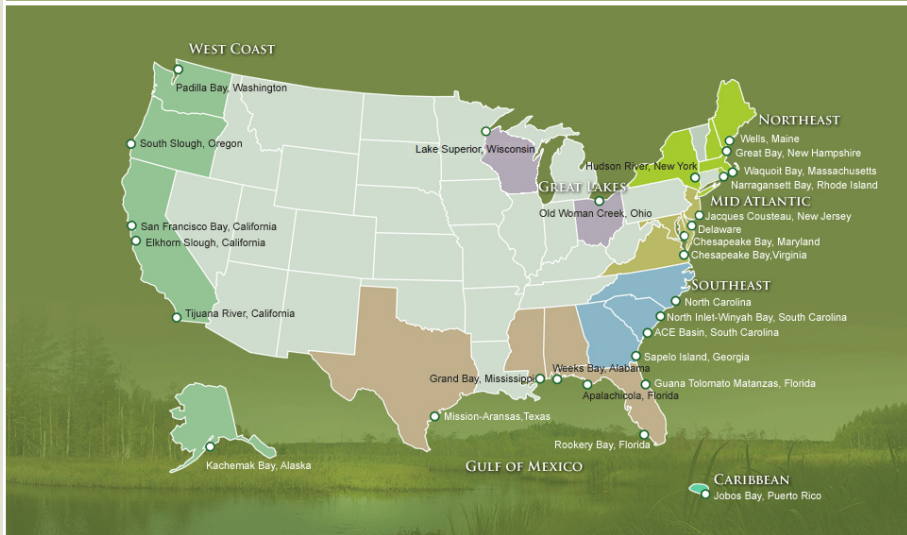 WEST COAST
Padilla Bay, Washington
South Slough, Oregon
San Francisco Bay, California
Elkhorn Slough, California
Tijuana River, California
Kachemak Bay, Alaska
Lake Superior, Wisconsin
GREAT LAKES
Old Woman Creek, Ohio
NORTHEAST
Wells, Maine
Great Bay, New Hampshire
Hudson River, New York
Waquoit Bay, Massachusetts
Narragansett Bay, Rhode Island
MID ATLANTIC
Jacques Cousteau, New Jersey
Delaware
Chesapeake Bay, Maryland
Chesapeake Bay,Virginia
SOUTHEAST
North Carolina
North Inlet-Winyah Bay, South Carolina
ACE Basin, South Carolina
Sapelo Island, Georgia
Guana Tolomato Matanzas, Florida
Weeks Bay, Alabama
Grand Bay, Mississippi
Apalachicola, Florida
Mission-Aransas,Texas
Rookery Bay, Florida
GULF OF MEXICO
CARIBBEAN
Jobos Bay, Puerto Rico